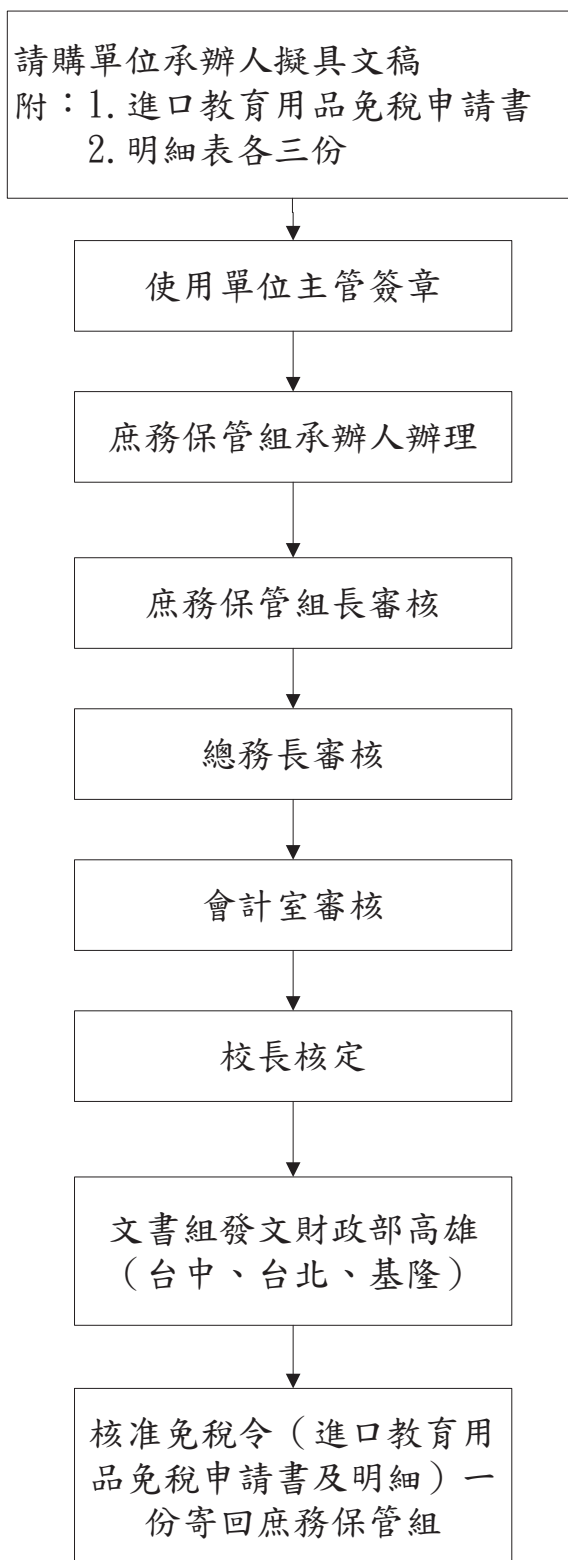 請購單位承辦人擬具文稿
附：1.進口教育用品免稅申請書
2.明細表各三份
使用單位主管簽章
庶務保管組承辦人辦理
庶務保管組長審核
總務長審核
會計室審核
校長核定
文書組發文財政部高雄
（台中、台北、基隆）
核准免稅令（進口教育用
品免稅申請書及明細）一
份寄回庶務保管組